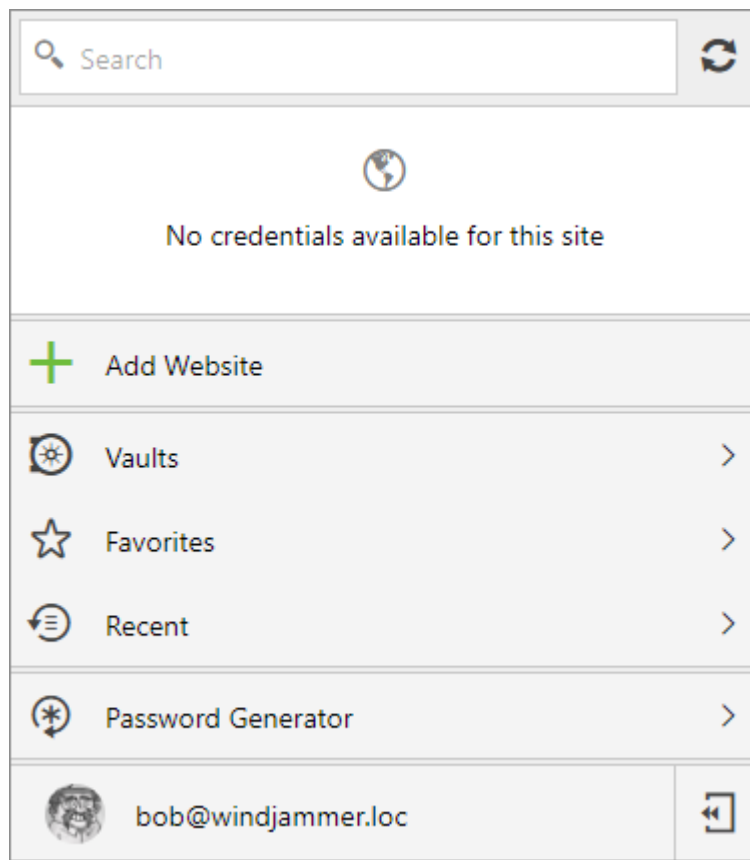 Search
No credentials available for this site
Add Website
Vaults
Favorites
Recent
Password Generator
bob@windjammer.loc